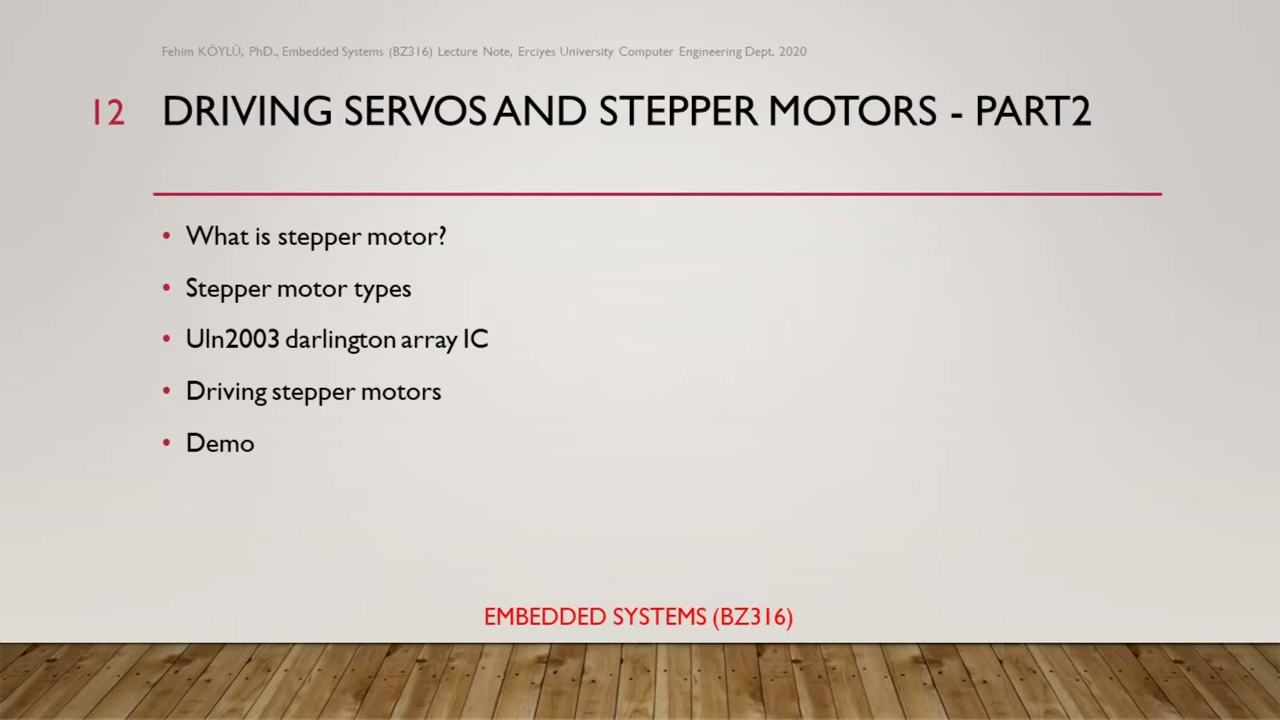 Fehim KÖYLÜ, PhD., Embedded Systems (BZ316) Lecture Note, Erciyes University Computer Engineering Dept. 2020
12 DRIVING SERVOS AND STEPPER MOTORS - PART2
• What is stepper motor?
• Stepper motor types
• Uln2003 darlington array IC
• Driving stepper motors
• Demo
EMBEDDED SYSTEMS (BZ316)